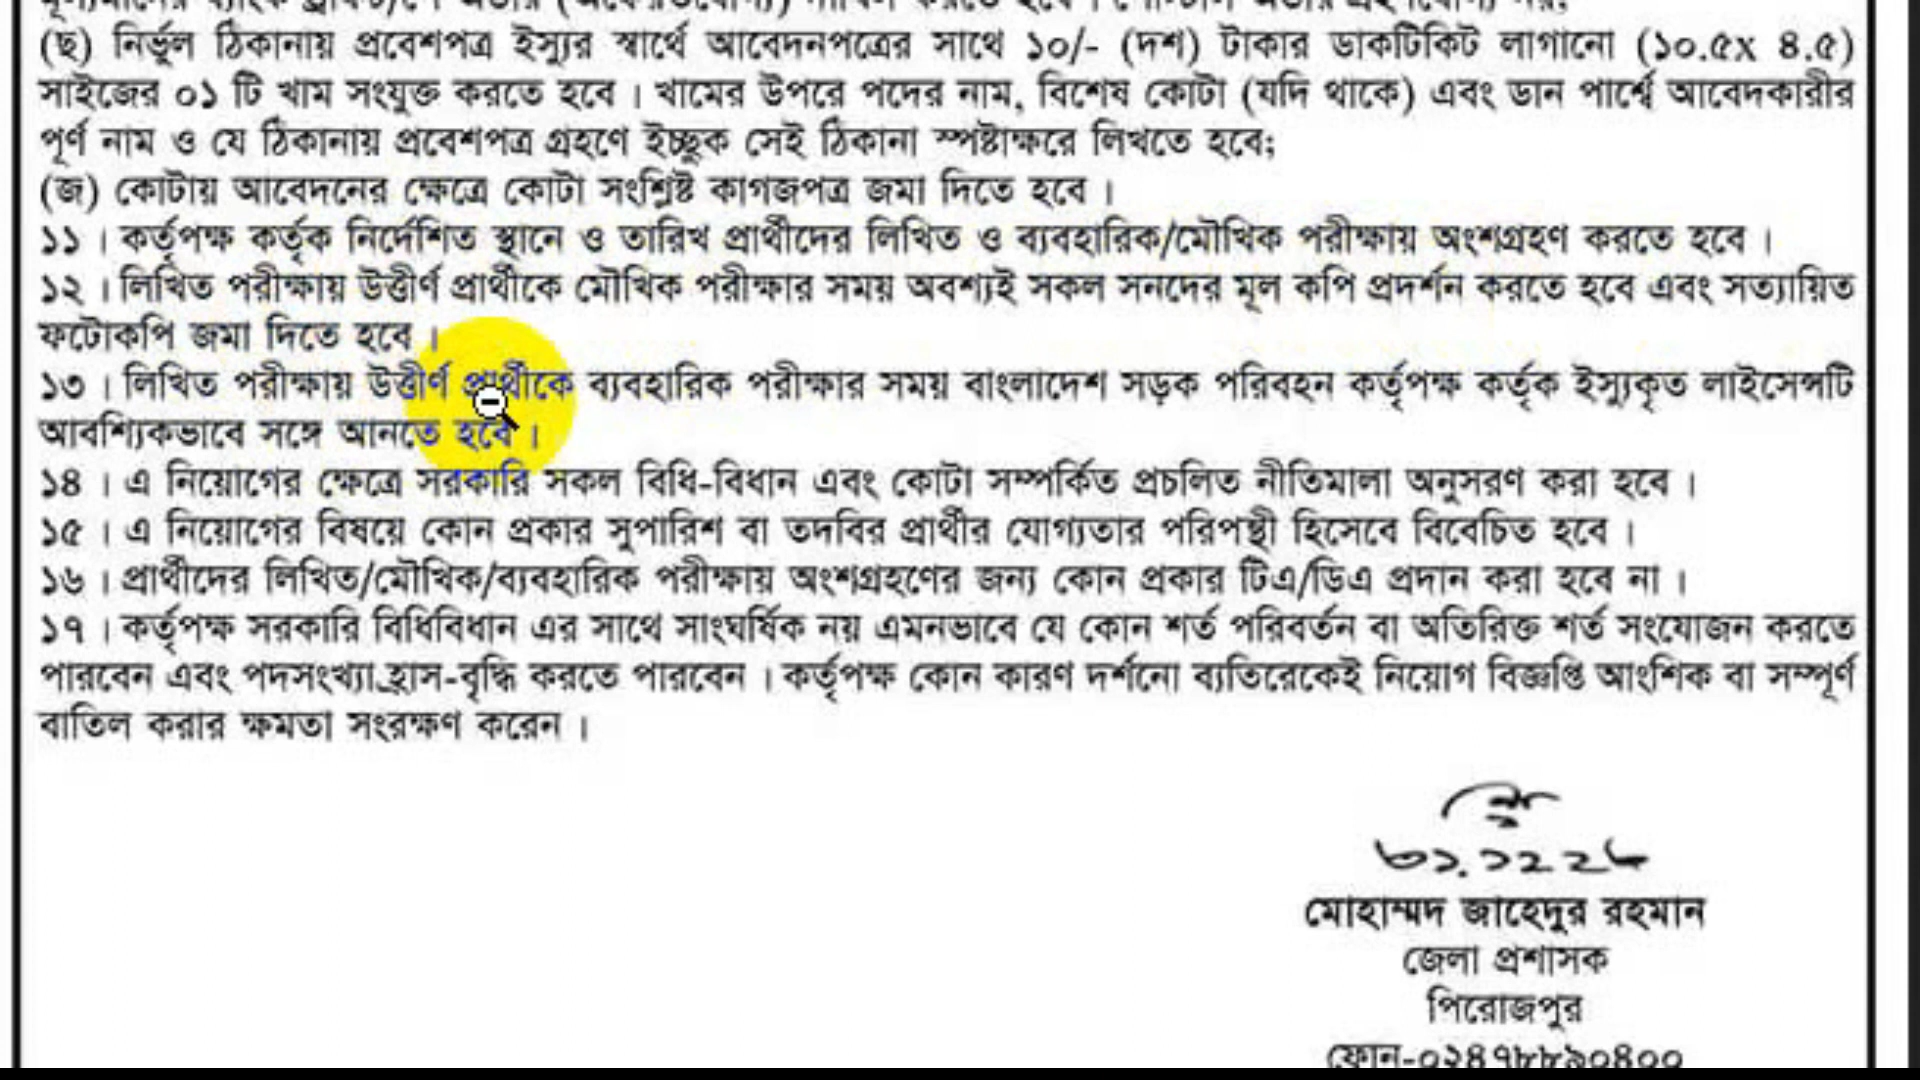 (ছ) নির্ভুল ঠিকানায় প্রবেশপত্র ইস্যুর স্বার্থে আবেদনপত্রের সাথে ১০/- (দশ) টাকার ডাকটিকিট লাগানো (১০.৫x ৪.৫)
সাইজের ০১ টি খাম সংযুক্ত করতে হবে। খামের উপরে পদের নাম, বিশেষ কোটা (যদি থাকে) এবং ডান পার্শ্বে আবেদকারীর
পূর্ণ নাম ও যে ঠিকানায় প্রবেশপত্র গ্রহণে ইচ্ছুক সেই ঠিকানা স্পষ্টাক্ষরে লিখতে হবে;
(জ) কোটায় আবেদনের ক্ষেত্রে কোটা সংশ্লিষ্ট কাগজপত্র জমা দিতে হবে।
১১। কর্তৃপক্ষ কর্তৃক নির্দেশিত স্থানে ও তারিখ প্রার্থীদের লিখিত ও ব্যবহারিক/মৌখিক পরীক্ষায় অংশগ্রহণ করতে হবে।
১২। লিখিত পরীক্ষায় উত্তীর্ণ প্রার্থীকে মৌখিক পরীক্ষার সময় অবশ্যই সকল সনদের মূল কপি প্রদর্শন করতে হবে এবং সত্যায়িত
ফটোকপি জমা দিতে হবে।
১৩। লিখিত পরীক্ষায় উত্তীর্ণ প্রার্থীকে ব্যবহারিক পরীক্ষার সময় বাংলাদেশ সড়ক পরিবহন কর্তৃপক্ষ কর্তৃক ইস্যুকৃত লাইসেন্সটি
আবশ্যিকভাবে সঙ্গে আনতে হবে।
১৪। এ নিয়োগের ক্ষেত্রে সরকারি সকল বিধি-বিধান এবং কোটা সম্পর্কিত প্রচলিত নীতিমালা অনুসরণ করা হবে।
১৫। এ নিয়োগের বিষয়ে কোন প্রকার সুপারিশ বা তদবির প্রার্থীর যোগ্যতার পরিপন্থী হিসেবে বিবেচিত হবে।
১৬। প্রার্থীদের লিখিত/মৌখিক/ব্যবহারিক পরীক্ষায় অংশগ্রহণের জন্য কোন প্রকার টিএ/ডিএ প্রদান করা হবে না।
১৭। কর্তৃপক্ষ সরকারি বিধিবিধান এর সাথে সাংঘর্ষিক নয় এমনভাবে যে কোন শর্ত পরিবর্তন বা অতিরিক্ত শর্ত সংযোজন করতে
পারবেন এবং পদসংখ্যা হ্রাস-বৃদ্ধি করতে পারবেন। কর্তৃপক্ষ কোন কারণ দর্শনো ব্যতিরেকেই নিয়োগ বিজ্ঞপ্তি আংশিক বা সম্পূর্ণ
বাতিল করার ক্ষমতা সংরক্ষণ করেন।
মোহাম্মদ জাহেদুর রহমান
জেলা প্রশাসক
পিরোজপুর
ফোন-০২৪৭৮৮৯০৪০০